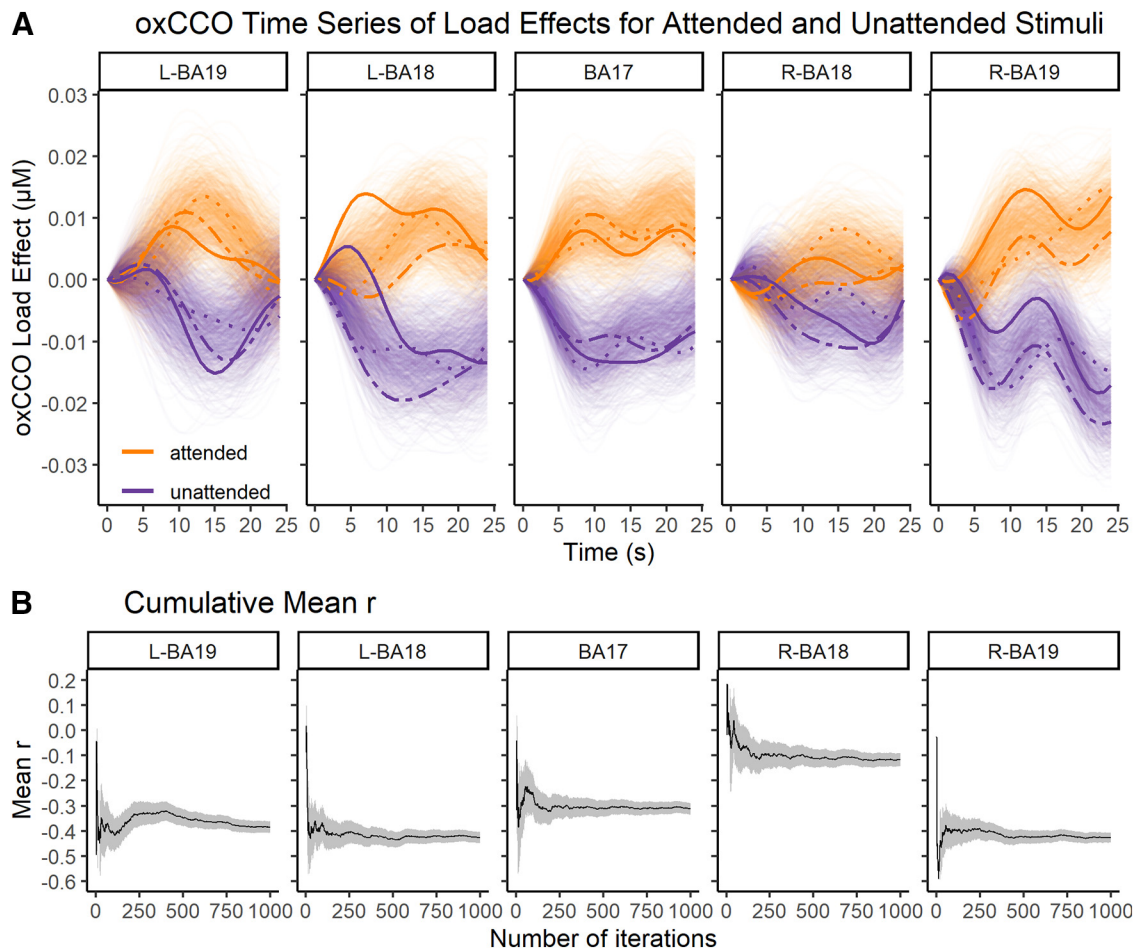 A oxCCO Time Series of Load Effects for Attended and Unattended Stimuli
L-BA19 L-BA18 BA17 R-BA18 R-BA19
oxCCO Load Effect (µM)
0.03
0.02
0.01
0.00
-0.01
-0.02
-0.03
attended
unattended
0 5 10 15 20 25 0 5 10 15 20 25 0 5 10 15 20 25 0 5 10 15 20 25 0 5 10 15 20 25
Time (s)
B Cumulative Mean r
L-BA19 L-BA18 BA17 R-BA18 R-BA19
Mean r
0.2
0.1
0.0
-0.1
-0.2
-0.3
-0.4
-0.5
-0.6
0 250 500 750 1000 0 250 500 750 1000 0 250 500 750 1000 0 250 500 750 1000 0 250 500 750 1000
Number of iterations